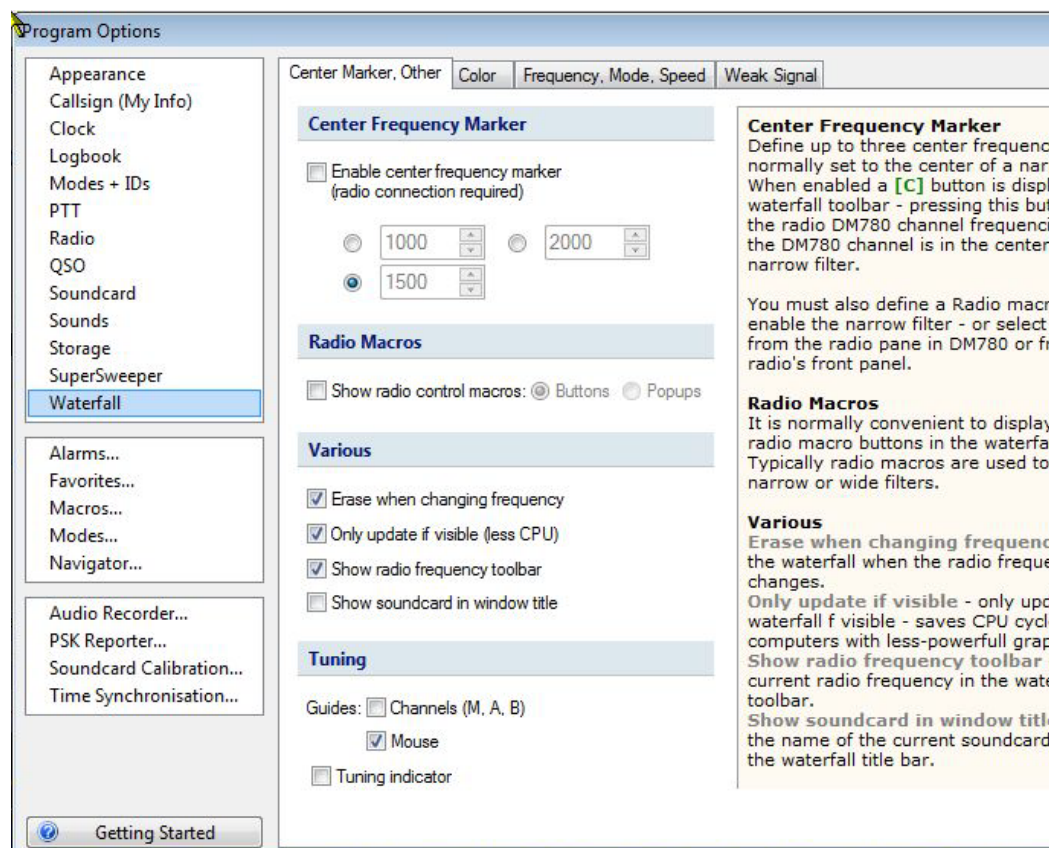 Program Options
Appearance
Callsign (My Info)
Clock
Logbook
Modes + IDs
PTT
Radio
QSO
Soundcard
Sounds
Storage
SuperSweeper
Waterfall
Alarms...
Favorites...
Macros...
Modes...
Navigator...
Audio Recorder...
PSK Reporter...
Soundcard Calibration...
Time Synchronisation...
Getting Started
Center Marker, Other
Color
Frequency, Mode, Speed
Weak Signal
Center Frequency Marker
Enable center frequency marker
(radio connection required)
1000
2000
1500
Radio Macros
Show radio control macros: Buttons Popups
Various
Erase when changing frequency
Only update if visible (less CPU)
Show radio frequency toolbar
Show soundcard in window title
Tuning
Guides: Channels (M, A, B)
Mouse
Tuning indicator
Center Frequency Marker
Define up to three center frequenc
normally set to the center of a nar
When enabled a [C] button is displ
waterfall toolbar - pressing this but
the radio DM780 channel frequenci
the DM780 channel is in the center
narrow filter.
You must also define a Radio macr
enable the narrow filter - or select
from the radio pane in DM780 or fr
radio's front panel.
Radio Macros
It is normally convenient to display
radio macro buttons in the waterfa
Typically radio macros are used to
narrow or wide filters.
Various
Erase when changing frequenc
the waterfall when the radio freque
changes.
Only update if visible - only upd
waterfall f visible - saves CPU cycl
computers with less-powerfull grap
Show radio frequency toolbar
current radio frequency in the wate
toolbar.
Show soundcard in window title
the name of the current soundcard
the waterfall title bar.